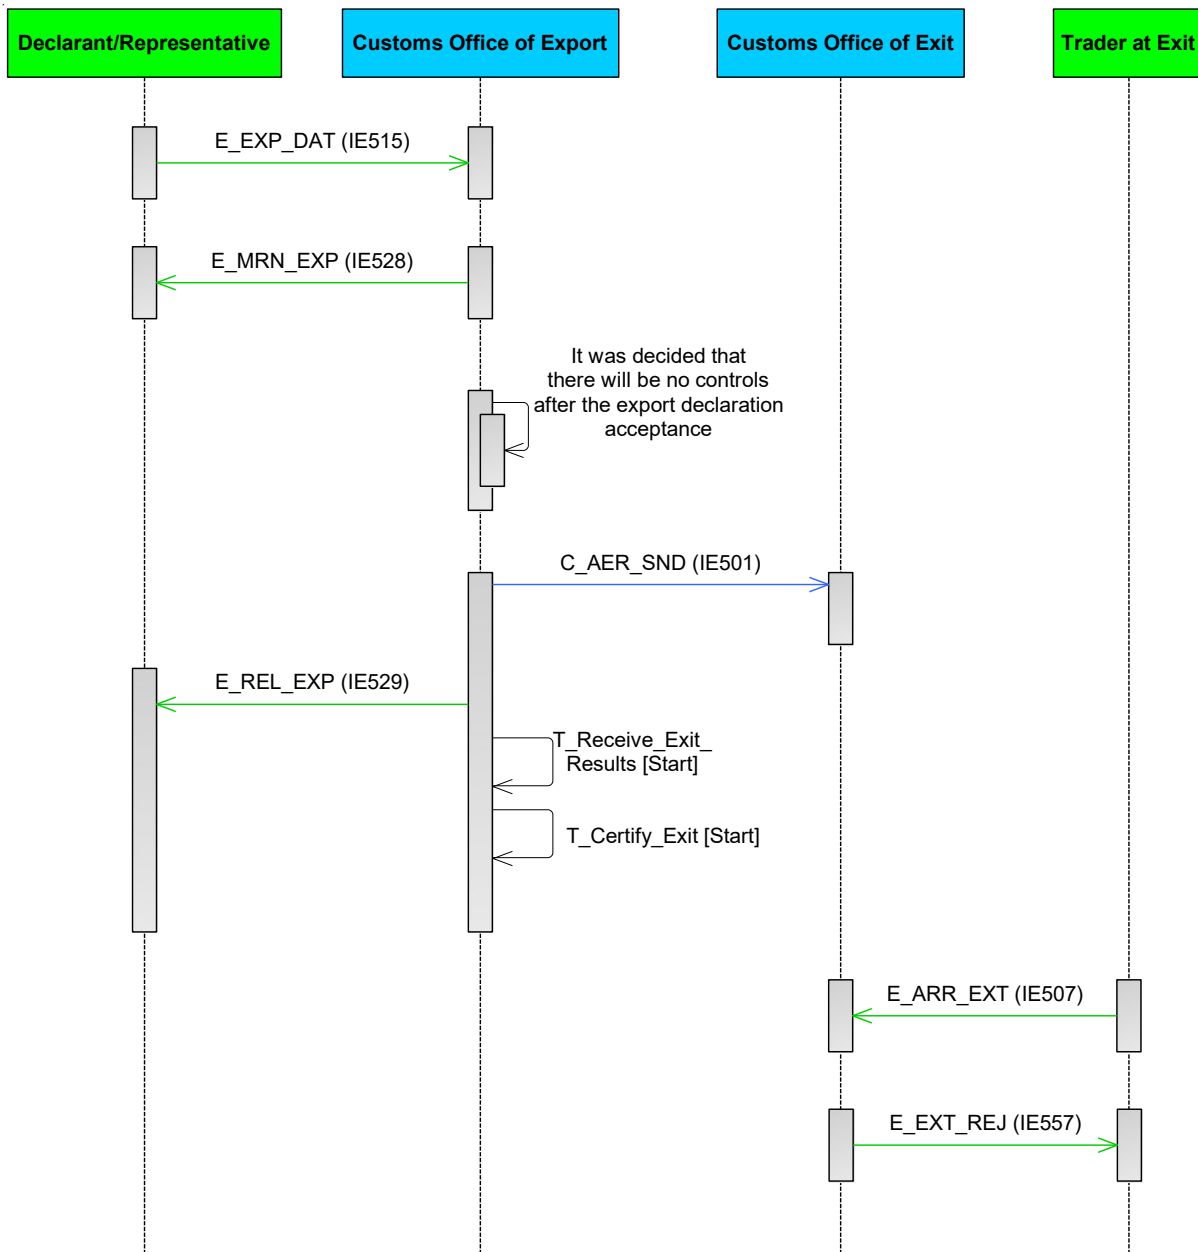 Declarant/Representative
Customs Office of Export
Customs Office of Exit
Trader at Exit
E_EXP_DAT (IE515)
E_MRN_EXP (IE528)
It was decided that
there will be no controls
after the export declaration
acceptance
C_AER_SND (IE501)
E_REL_EXP (IE529)
T_Receive_Exit_
Results [Start]
T_Certify_Exit [Start]
E_ARR_EXT (IE507)
E_EXT_REJ (IE557)